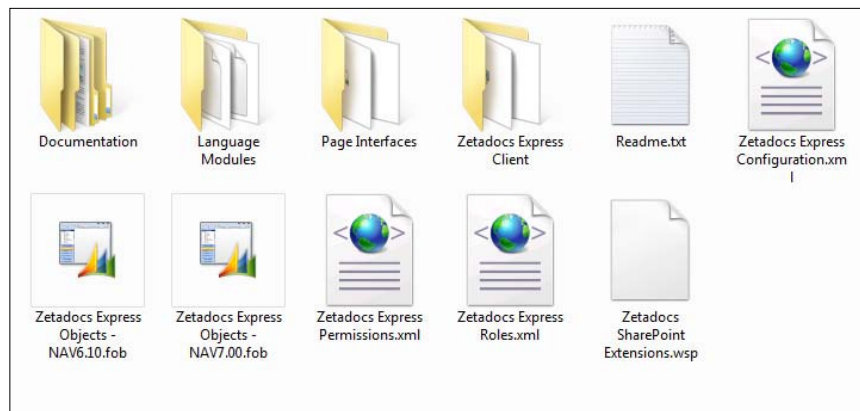 Documentation
Language
Modules
Page Interfaces
Zetadocs Express
Client
Readme.txt
Zetadocs Express
Configuration.xm
l
Zetadocs Express
Objects -
NAV6.10.fob
Zetadocs Express
Objects -
NAV7.00.fob
Zetadocs Express
Permissions.xml
Zetadocs Express
Roles.xml
Zetadocs
SharePoint
Extensions.wsp